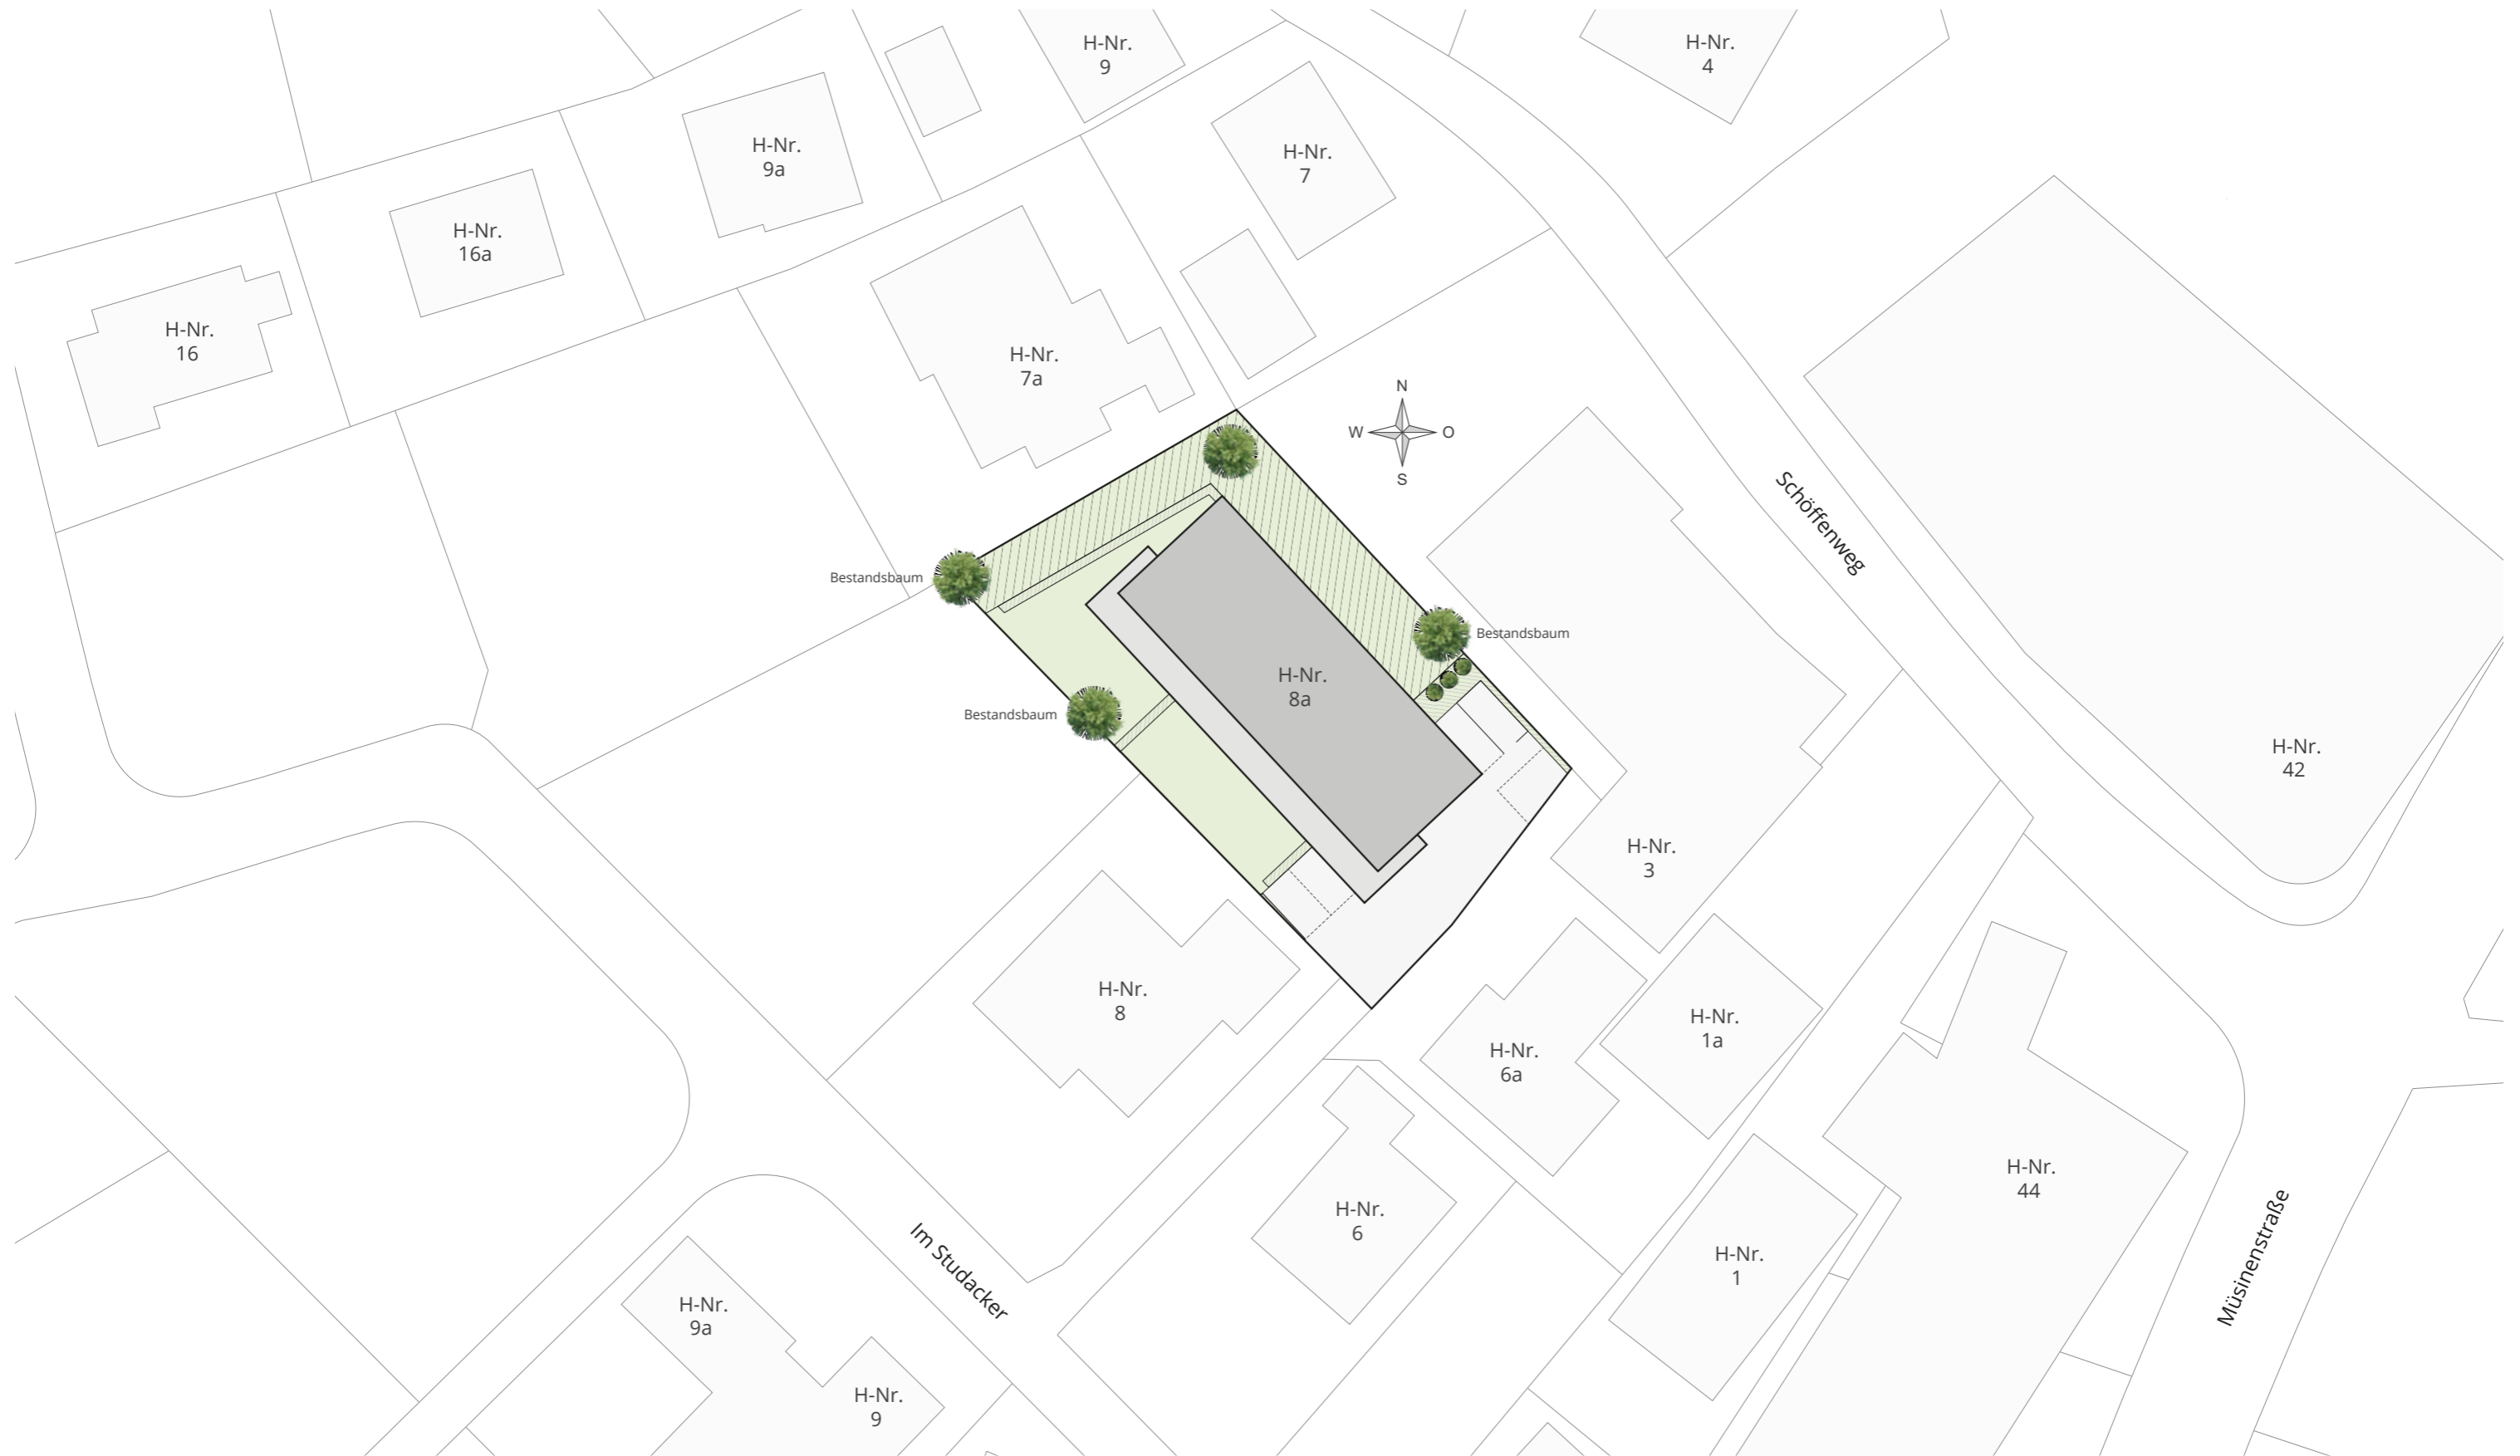 H-Nr.
9
H-Nr.
4
H-Nr.
9a
H-Nr.
7
H-Nr.
16a
H-Nr.
16
H-Nr.
7a
N
W
O
S
Schöffenweg
Bestandsbaum
Bestandsbaum
H-Nr.
8a
Bestandsbaum
H-Nr.
42
H-Nr.
3
H-Nr.
8
H-Nr.
1a
H-Nr.
6a
H-Nr.
44
H-Nr.
6
H-Nr.
1
Müsinenstraße
Im Studacker
H-Nr.
9a
H-Nr.
9